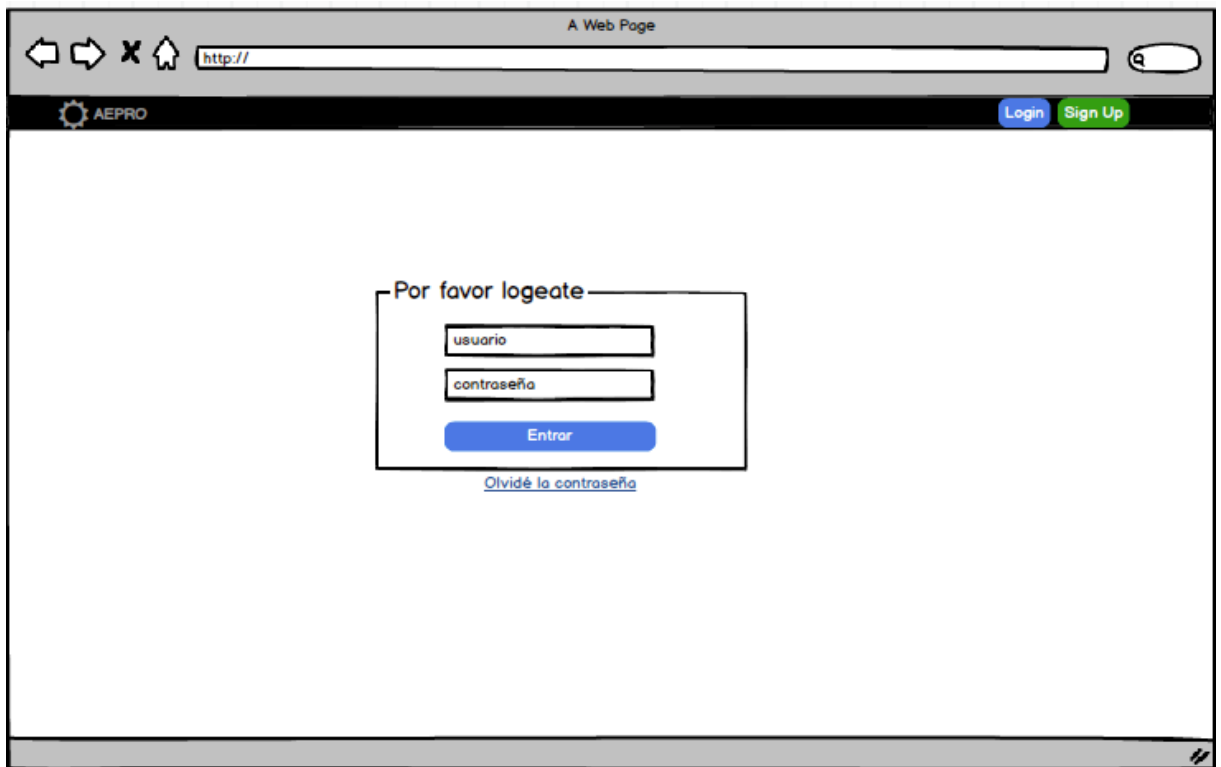 A Web Page
http://
AEPRO
Login
Sign Up
Por favor logeate
usuario
contraseña
Entrar
Olvidé la contraseña